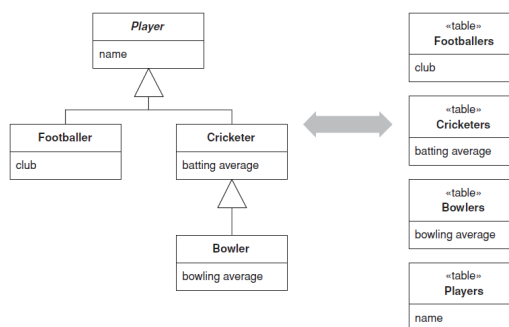 Player
name
Footballer
club
Cricketer
batting average
Bowler
bowling average
«table»
Footballers
club
«table»
Cricketers
batting average
«table»
Bowlers
bowling average
«table»
Players
name